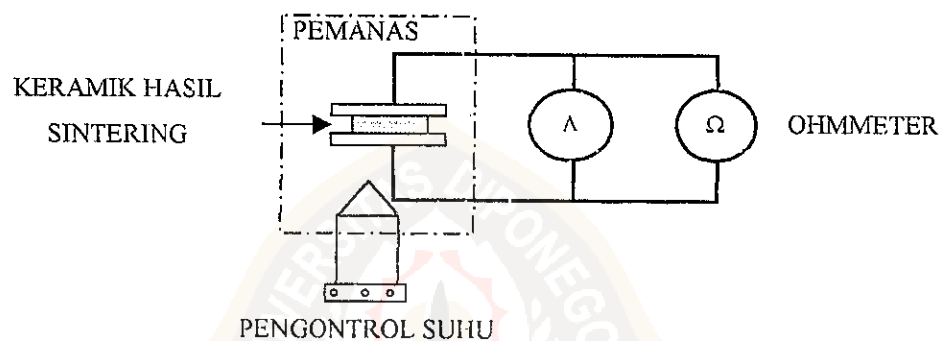 PEMANAS
KERAMIK HASIL
SINTERING
Λ
Ω
OHMMETER
PENGONTROL SUHU